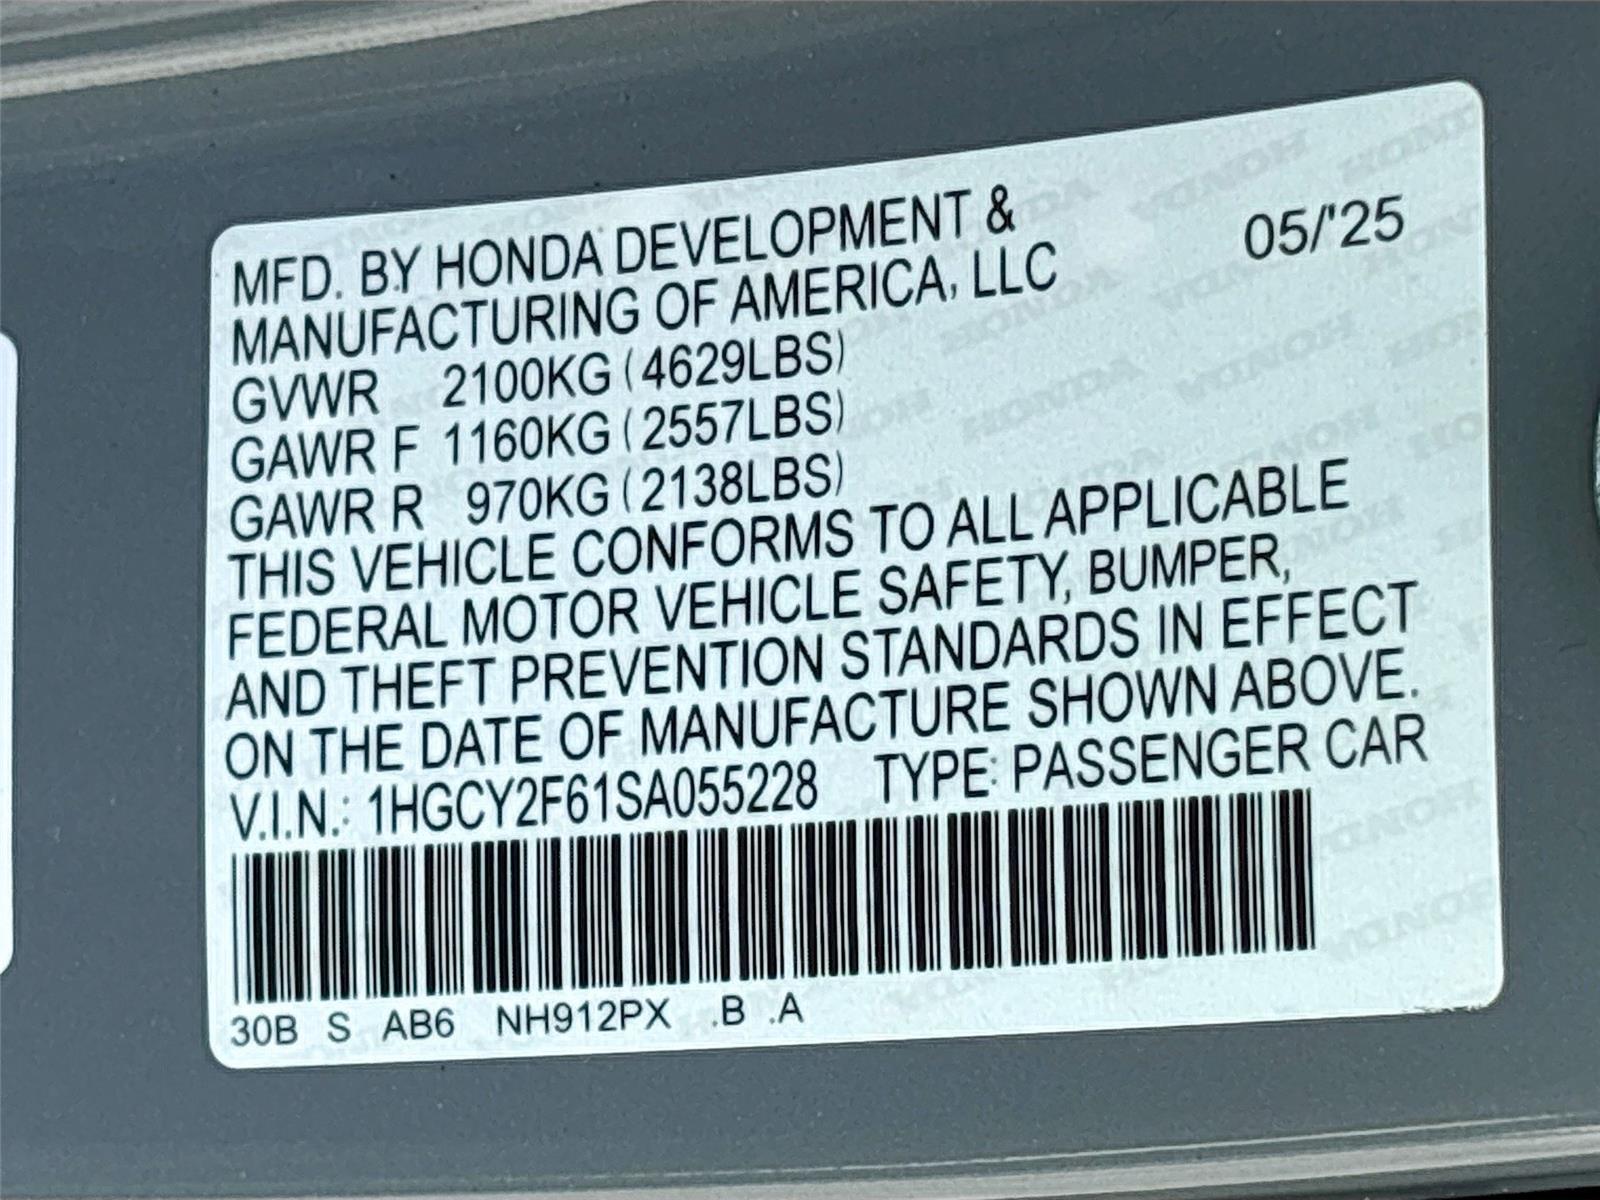 MFD. BY HONDA DEVELOPMENT &
MANUFACTURING OF AMERICA, LLC
05/'25
GVWR 2100KG (4629LBS)
GAWR F 1160KG (2557LBS)
GAWR R 970KG (2138LBS)
THIS VEHICLE CONFORMS TO ALL APPLICABLE
FEDERAL MOTOR VEHICLE SAFETY, BUMPER,
AND THEFT PREVENTION STANDARDS IN EFFECT
ON THE DATE OF MANUFACTURE SHOWN ABOVE.
V.I.N.: 1HGCY2F61SA055228 TYPE: PASSENGER CAR
30B S AB6 NH912PX .B .A